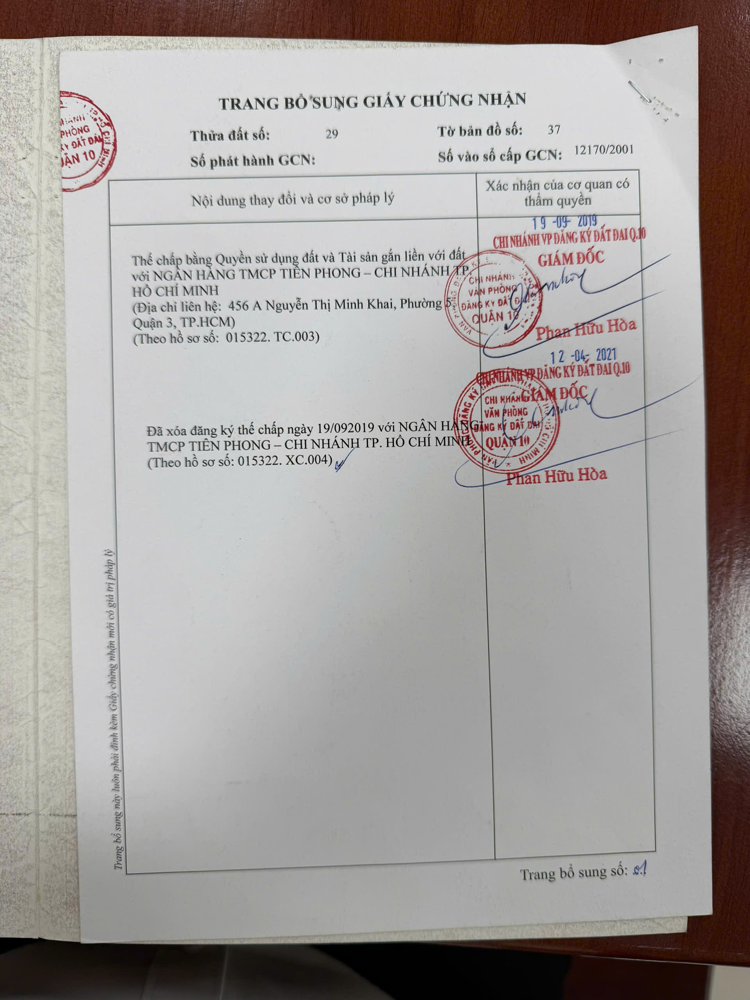 TRANG BỔ SUNG GIẤY CHỨNG NHẬN
Thửa đất số: 29 Tờ bản đồ số: 37
Số phát hành GCN: Số vào sổ cấp GCN: 12170/2001
PHÒNG
KÝ ĐẤT ĐAI
QUẬN 10
Nội dung thay đổi và cơ sở pháp lý
Xác nhận của cơ quan có
thẩm quyền
Thế chấp bằng Quyền sử dụng đất và Tài sản gắn liền với đất
với NGÂN HÀNG TMCP TIÊN PHONG – CHI NHÁNH TP.
HỒ CHÍ MINH
(Địa chỉ liên hệ: 456 A Nguyễn Thị Minh Khai, Phường 5,
Quận 3, TP.HCM)
(Theo hồ sơ số: 015322. TC.003)
19 -09- 2019
CHI NHÁNH VP ĐĂNG KÝ ĐẤT ĐAI Q.10
GIÁM ĐỐC
CHI NHÁNH
VĂN PHÒNG
ĐĂNG KÝ ĐẤT
QUẬN 10
Phan Hữu Hòa
Đã xóa đăng ký thế chấp ngày 19/092019 với NGÂN HÀNG
TMCP TIÊN PHONG – CHI NHÁNH TP. HỒ CHÍ MINH
(Theo hồ sơ số: 015322. XC.004)
12 -04- 2021
CHI NHÁNH VP ĐĂNG KÝ ĐẤT ĐAI Q.10
GIÁM ĐỐC
CHI NHÁNH
VĂN PHÒNG
ĐĂNG KÝ ĐẤT ĐAI
QUẬN 10
Phan Hữu Hòa
Trang bổ sung này luôn phải đính kèm Giấy chứng nhận mới có giá trị pháp lý
Trang bổ sung số: 01